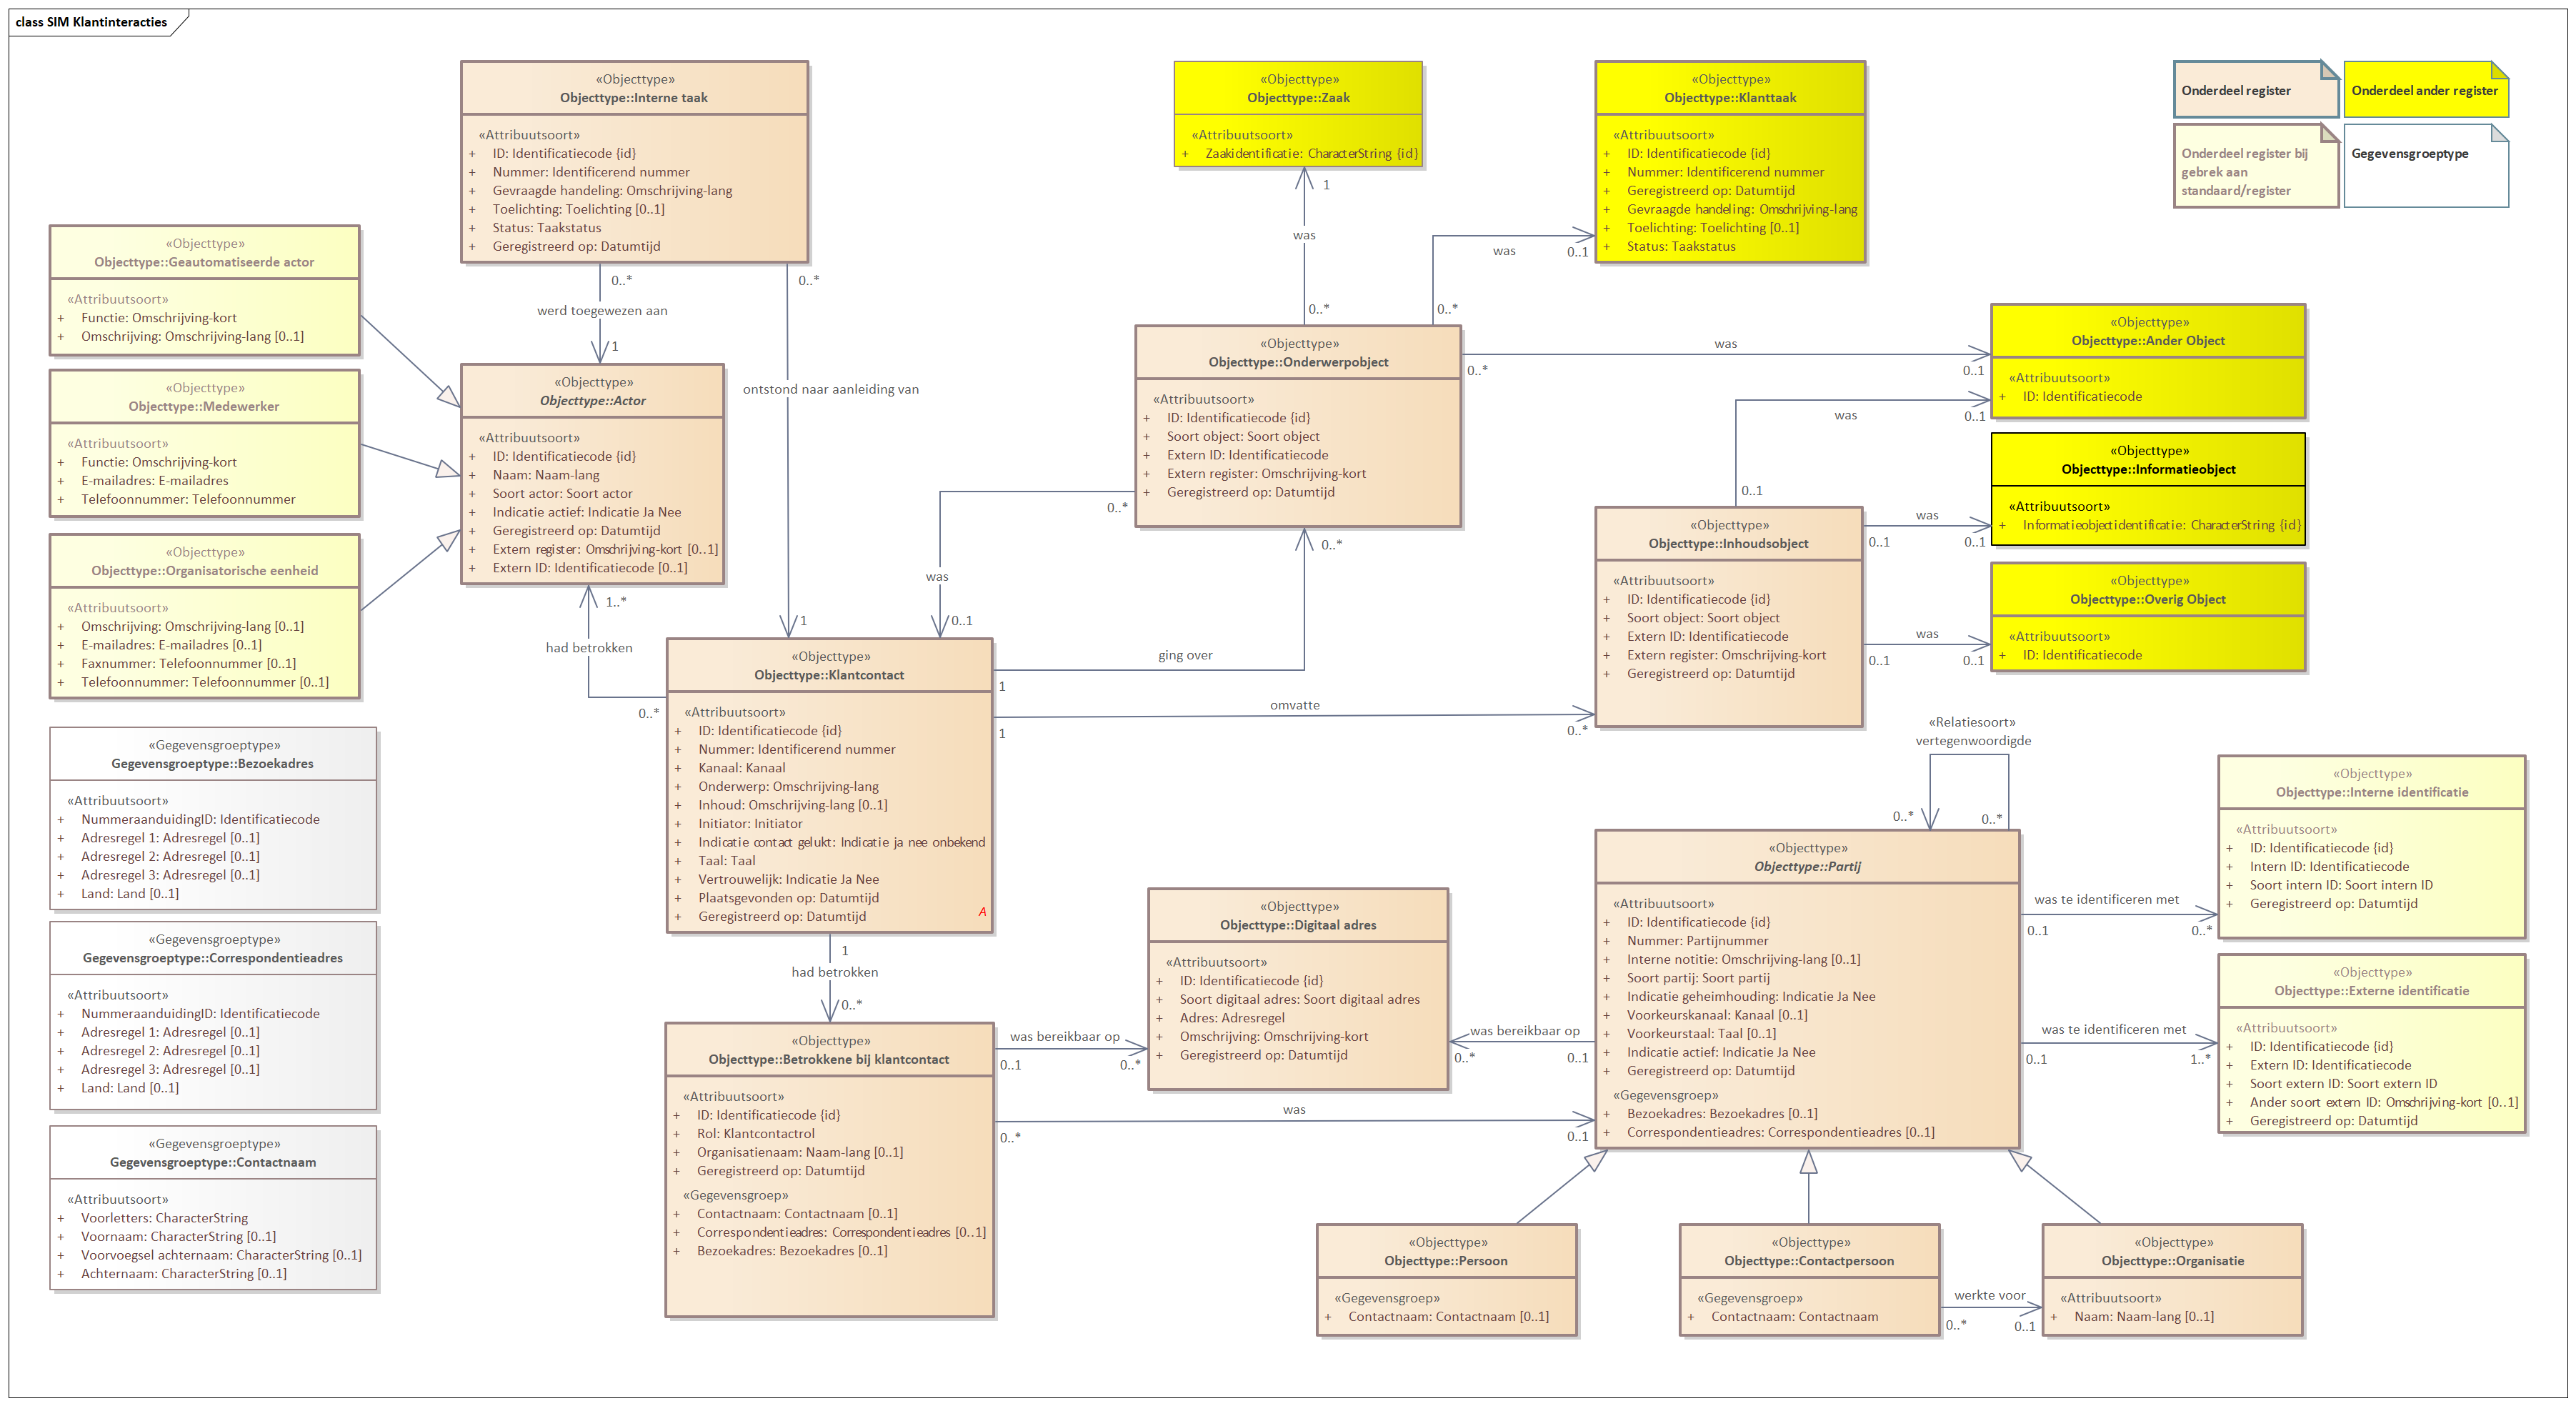 class SIM Klantinteracties
«Objecttype»
Objecttype::Interne taak
«Attribuutsoort»
+ ID: Identificatiecode {id}
+ Nummer: Identificerend nummer
+ Gevraagde handeling: Omschrijving-lang
+ Toelichting: Toelichting [0..1]
+ Status: Taakstatus
+ Geregistreerd op: Datumtijd
«Objecttype»
Objecttype::Zaak
«Attribuutsoort»
+ Zaakidentificatie: CharacterString {id}
«Objecttype»
Objecttype::Klanttaak
«Attribuutsoort»
+ ID: Identificatiecode {id}
+ Nummer: Identificerend nummer
+ Geregistreerd op: Datumtijd
+ Gevraagde handeling: Omschrijving-lang
+ Toelichting: Toelichting [0..1]
+ Status: Taakstatus
Onderdeel register
Onderdeel ander register
Onderdeel register bij
gebrek aan
standaard/register
Gegevensgroeptype
«Objecttype»
Objecttype::Geautomatiseerde actor
«Attribuutsoort»
+ Functie: Omschrijving-kort
+ Omschrijving: Omschrijving-lang [0..1]
«Objecttype»
Objecttype::Medewerker
«Attribuutsoort»
+ Functie: Omschrijving-kort
+ E-mailadres: E-mailadres
+ Telefoonnummer: Telefoonnummer
«Objecttype»
Objecttype::Organisatorische eenheid
«Attribuutsoort»
+ Omschrijving: Omschrijving-lang [0..1]
+ E-mailadres: E-mailadres [0..1]
+ Faxnummer: Telefoonnummer [0..1]
+ Telefoonnummer: Telefoonnummer [0..1]
0..*
werd toegewezen aan
1
0..*
ontstond naar aanleiding van
1
«Objecttype»
Objecttype::Actor
«Attribuutsoort»
+ ID: Identificatiecode {id}
+ Naam: Naam-lang
+ Soort actor: Soort actor
+ Indicatie actief: Indicatie Ja Nee
+ Geregistreerd op: Datumtijd
+ Extern register: Omschrijving-kort [0..1]
+ Extern ID: Identificatiecode [0..1]
1..*
had betrokken
0..*
1
was
0..*
was
0..1
0..*
«Objecttype»
Objecttype::Onderwerpobject
«Attribuutsoort»
+ ID: Identificatiecode {id}
+ Soort object: Soort object
+ Extern ID: Identificatiecode
+ Extern register: Omschrijving-kort
+ Geregistreerd op: Datumtijd
was
0..*
0..1
«Objecttype»
Objecttype::Ander Object
«Attribuutsoort»
+ ID: Identificatiecode
was
0..1
0..1
«Objecttype»
Objecttype::Informatieobject
«Attribuutsoort»
+ Informatieobjectidentificatie: CharacterString {id}
«Objecttype»
Objecttype::Inhoudsobject
«Attribuutsoort»
+ ID: Identificatiecode {id}
+ Soort object: Soort object
+ Extern ID: Identificatiecode
+ Extern register: Omschrijving-kort
+ Geregistreerd op: Datumtijd
was
0..1
0..1
«Objecttype»
Objecttype::Overig Object
«Attribuutsoort»
+ ID: Identificatiecode
was
0..1
0..1
0..*
was
0..1
0..*
ging over
1
omvatte
1
0..*
«Objecttype»
Objecttype::Klantcontact
«Attribuutsoort»
+ ID: Identificatiecode {id}
+ Nummer: Identificerend nummer
+ Kanaal: Kanaal
+ Onderwerp: Omschrijving-lang
+ Inhoud: Omschrijving-lang [0..1]
+ Initiator: Initiator
+ Indicatie contact gelukt: Indicatie ja nee onbekend
+ Taal: Taal
+ Vertrouwelijk: Indicatie Ja Nee
+ Plaatsgevonden op: Datumtijd
+ Geregistreerd op: Datumtijd
A
«Gegevensgroeptype»
Gegevensgroeptype::Bezoekadres
«Attribuutsoort»
+ NummeraanduidingID: Identificatiecode
+ Adresregel 1: Adresregel [0..1]
+ Adresregel 2: Adresregel [0..1]
+ Adresregel 3: Adresregel [0..1]
+ Land: Land [0..1]
«Gegevensgroeptype»
Gegevensgroeptype::Correspondentieadres
«Attribuutsoort»
+ NummeraanduidingID: Identificatiecode
+ Adresregel 1: Adresregel [0..1]
+ Adresregel 2: Adresregel [0..1]
+ Adresregel 3: Adresregel [0..1]
+ Land: Land [0..1]
«Gegevensgroeptype»
Gegevensgroeptype::Contactnaam
«Attribuutsoort»
+ Voorletters: CharacterString
+ Voornaam: CharacterString [0..1]
+ Voorvoegsel achternaam: CharacterString [0..1]
+ Achternaam: CharacterString [0..1]
1
had betrokken
0..*
«Objecttype»
Objecttype::Betrokkene bij klantcontact
«Attribuutsoort»
+ ID: Identificatiecode {id}
+ Rol: Klantcontactrol
+ Organisatienaam: Naam-lang [0..1]
+ Geregistreerd op: Datumtijd
«Gegevensgroep»
+ Contactnaam: Contactnaam [0..1]
+ Correspondentieadres: Correspondentieadres [0..1]
+ Bezoekadres: Bezoekadres [0..1]
was bereikbaar op
0..1
0..*
«Objecttype»
Objecttype::Digitaal adres
«Attribuutsoort»
+ ID: Identificatiecode {id}
+ Soort digitaal adres: Soort digitaal adres
+ Adres: Adresregel
+ Omschrijving: Omschrijving-kort
+ Geregistreerd op: Datumtijd
was bereikbaar op
0..*
0..1
was
0..*
0..1
«Relatiesoort»
vertegenwoordigde
0..*
0..*
«Objecttype»
Objecttype::Partij
«Attribuutsoort»
+ ID: Identificatiecode {id}
+ Nummer: Partijnummer
+ Interne notitie: Omschrijving-lang [0..1]
+ Soort partij: Soort partij
+ Indicatie geheimhouding: Indicatie Ja Nee
+ Voorkeurskanaal: Kanaal [0..1]
+ Voorkeurstaal: Taal [0..1]
+ Indicatie actief: Indicatie Ja Nee
+ Geregistreerd op: Datumtijd
«Gegevensgroep»
+ Bezoekadres: Bezoekadres [0..1]
+ Correspondentieadres: Correspondentieadres [0..1]
was te identificeren met
0..1
0..*
«Objecttype»
Objecttype::Interne identificatie
«Attribuutsoort»
+ ID: Identificatiecode {id}
+ Intern ID: Identificatiecode
+ Soort intern ID: Soort intern ID
+ Geregistreerd op: Datumtijd
was te identificeren met
0..1
1..*
«Objecttype»
Objecttype::Externe identificatie
«Attribuutsoort»
+ ID: Identificatiecode {id}
+ Extern ID: Identificatiecode
+ Soort extern ID: Soort extern ID
+ Ander soort extern ID: Omschrijving-kort [0..1]
+ Geregistreerd op: Datumtijd
«Objecttype»
Objecttype::Persoon
«Gegevensgroep»
+ Contactnaam: Contactnaam [0..1]
«Objecttype»
Objecttype::Contactpersoon
«Gegevensgroep»
+ Contactnaam: Contactnaam
werkte voor
0..*
0..1
«Objecttype»
Objecttype::Organisatie
«Attribuutsoort»
+ Naam: Naam-lang [0..1]